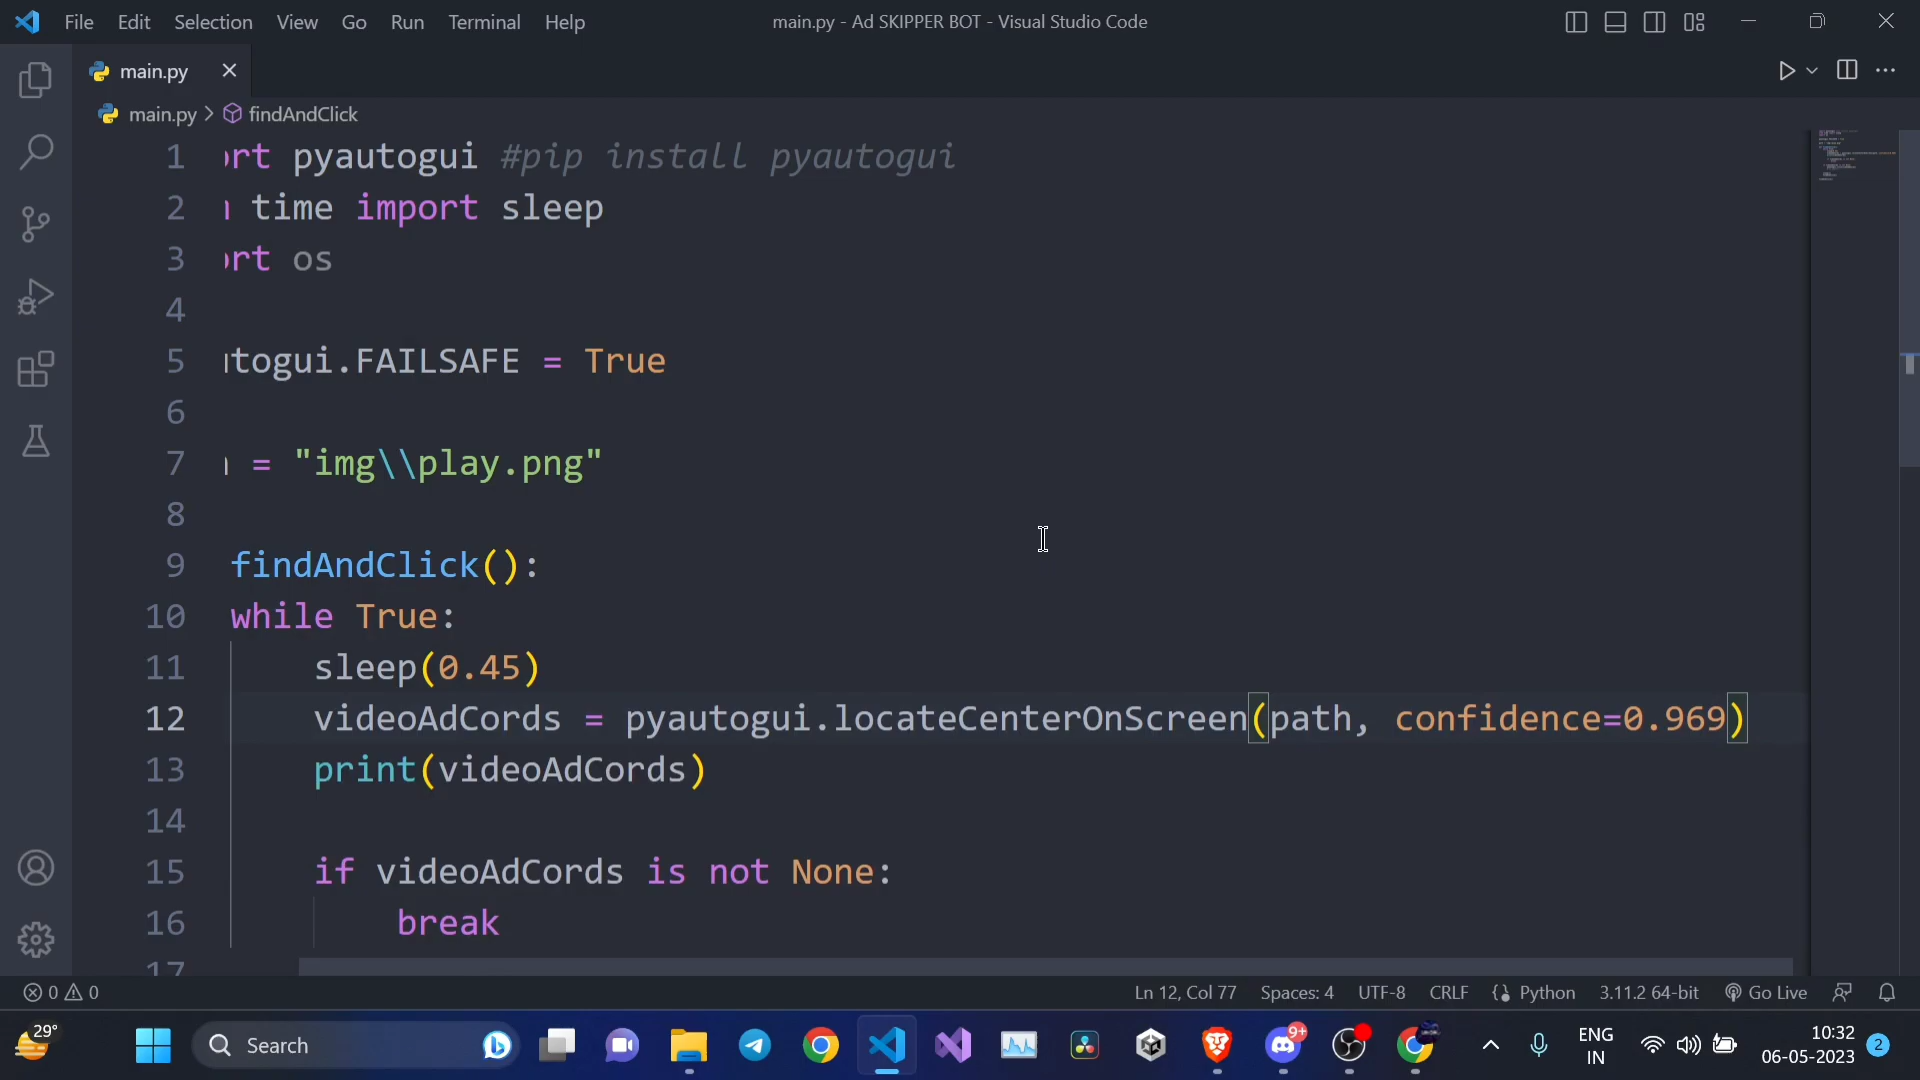 File Edit Selection View Go Run Terminal Help main.py - Ad SKIPPER BOT - Visual Studio Code
main.py
main.py > findAndClick
1 ort pyautogui #pip install pyautogui
2 time import sleep
3 ort os
4
5 utogui.FAILSAFE = True
6
7 = "img\\play.png"
8
9 findAndClick():
10 while True:
11 sleep(0.45)
12 videoAdCords = pyautogui.locateCenterOnScreen(path, confidence=0.969)
13 print(videoAdCords)
14
15 if videoAdCords is not None:
16 break
17
0 0 Ln 12, Col 77 Spaces: 4 UTF-8 CRLF Python 3.11.2 64-bit Go Live
29° Search 9+ ENG IN 10:32 06-05-2023 2